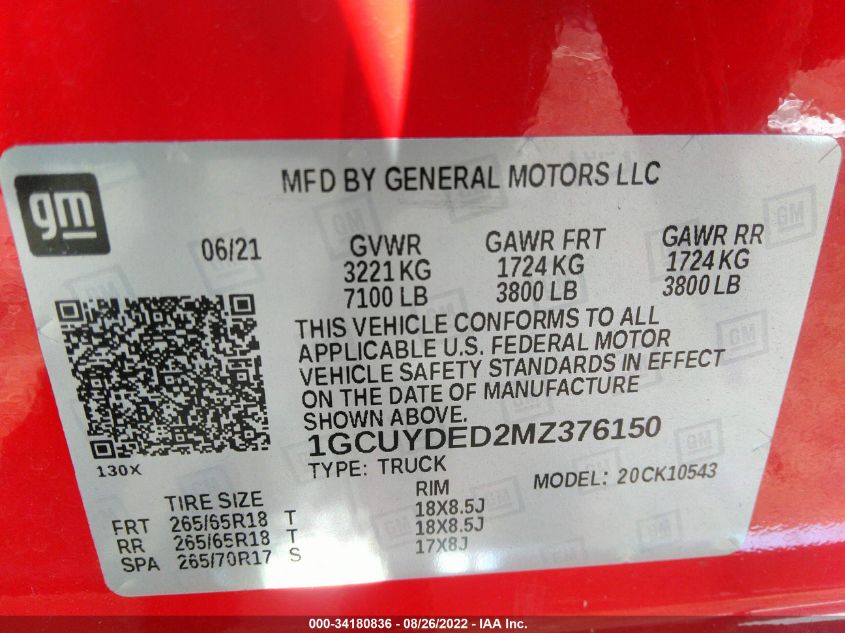 MFD BY GENERAL MOTORS LLC
gm
06/21 GVWR GAWR FRT GAWR RR
3221 KG 1724 KG 1724 KG
7100 LB 3800 LB 3800 LB
THIS VEHICLE CONFORMS TO ALL
APPLICABLE U.S. FEDERAL MOTOR
VEHICLE SAFETY STANDARDS IN EFFECT
ON THE DATE OF MANUFACTURE
SHOWN ABOVE.
1GCUYDED2MZ376150
130X
TYPE: TRUCK
MODEL: 20CK10543
TIRE SIZE RIM
FRT 265/65R18 T 18X8.5J
RR 265/65R18 T 18X8.5J
SPA 265/70R17 S 17X8J
000-34180836 - 08/26/2022 - IAA Inc.